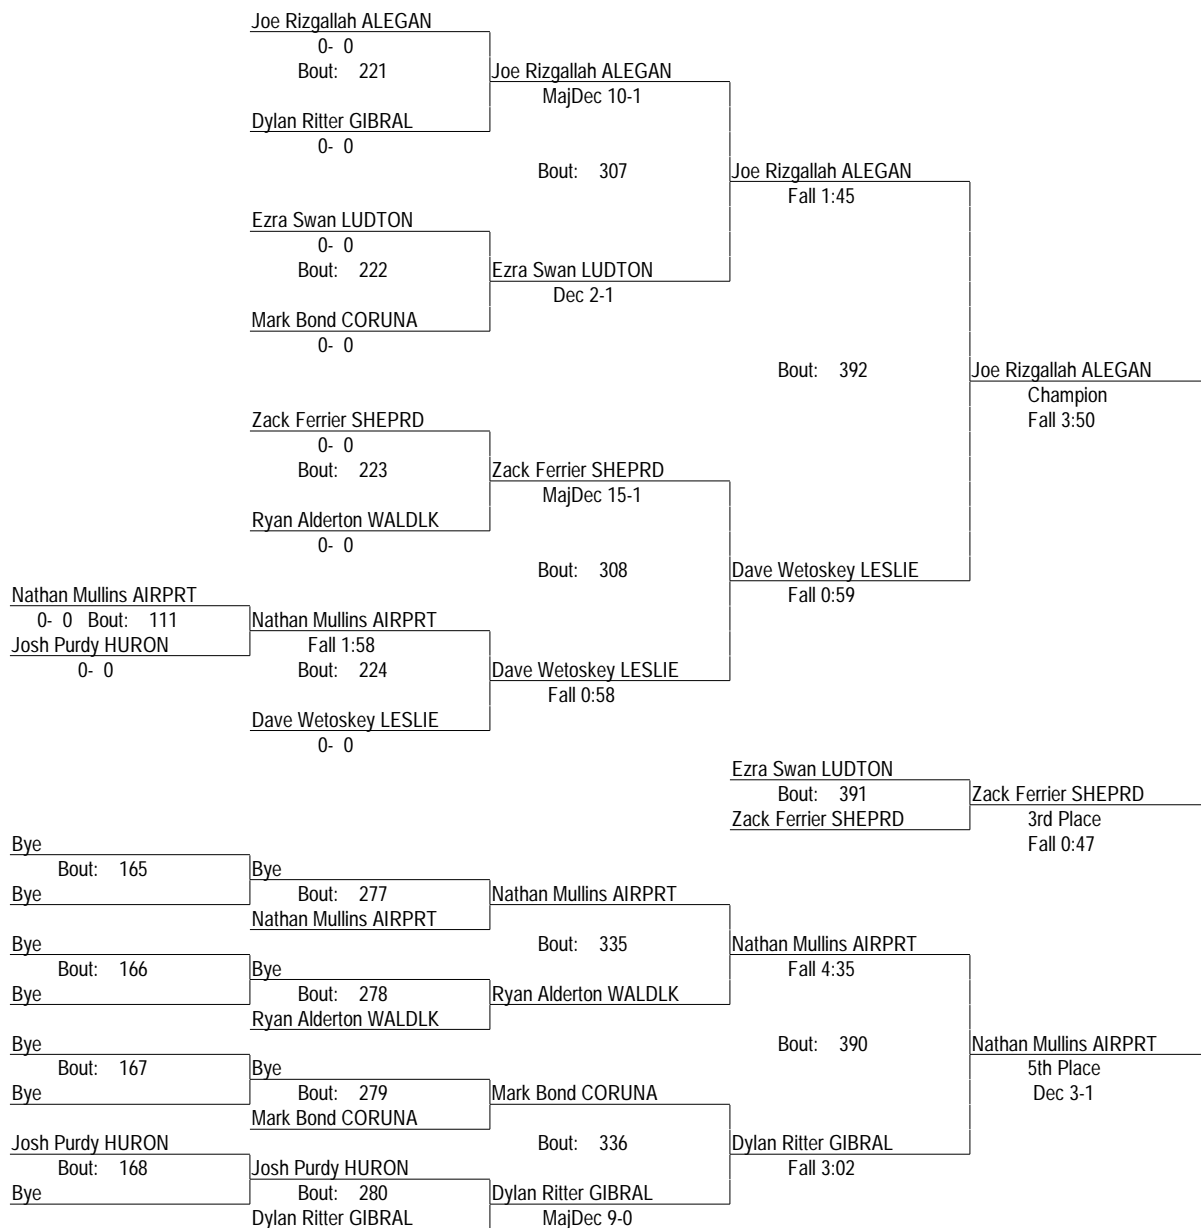 Joe Rizgallah ALEGAN
0- 0
Bout: 221
Joe Rizgallah ALEGAN
MajDec 10-1
Dylan Ritter GIBRAL
0- 0
Bout: 307
Joe Rizgallah ALEGAN
Fall 1:45
Ezra Swan LUDTON
0- 0
Bout: 222
Ezra Swan LUDTON
Dec 2-1
Mark Bond CORUNA
0- 0
Bout: 392
Joe Rizgallah ALEGAN
Champion
Fall 3:50
Zack Ferrier SHEPRD
0- 0
Bout: 223
Zack Ferrier SHEPRD
MajDec 15-1
Ryan Alderton WALDLK
0- 0
Bout: 308
Dave Wetoskey LESLIE
Fall 0:59
Nathan Mullins AIRPRT
0- 0 Bout: 111
Josh Purdy HURON
0- 0
Nathan Mullins AIRPRT
Fall 1:58
Bout: 224
Dave Wetoskey LESLIE
Fall 0:58
Dave Wetoskey LESLIE
0- 0
Ezra Swan LUDTON
Bout: 391
Zack Ferrier SHEPRD
Zack Ferrier SHEPRD
3rd Place
Fall 0:47
Bye
Bout: 165
Bye
Bye
Bout: 277
Nathan Mullins AIRPRT
Nathan Mullins AIRPRT
Bye
Bout: 166
Bye
Bout: 335
Nathan Mullins AIRPRT
Fall 4:35
Bye
Bout: 278
Ryan Alderton WALDLK
Ryan Alderton WALDLK
Bye
Bout: 167
Bye
Bout: 390
Nathan Mullins AIRPRT
5th Place
Dec 3-1
Bye
Bout: 279
Mark Bond CORUNA
Mark Bond CORUNA
Josh Purdy HURON
Bout: 168
Bye
Bout: 336
Dylan Ritter GIBRAL
Fall 3:02
Josh Purdy HURON
Bout: 280
Dylan Ritter GIBRAL
Dylan Ritter GIBRAL
MajDec 9-0